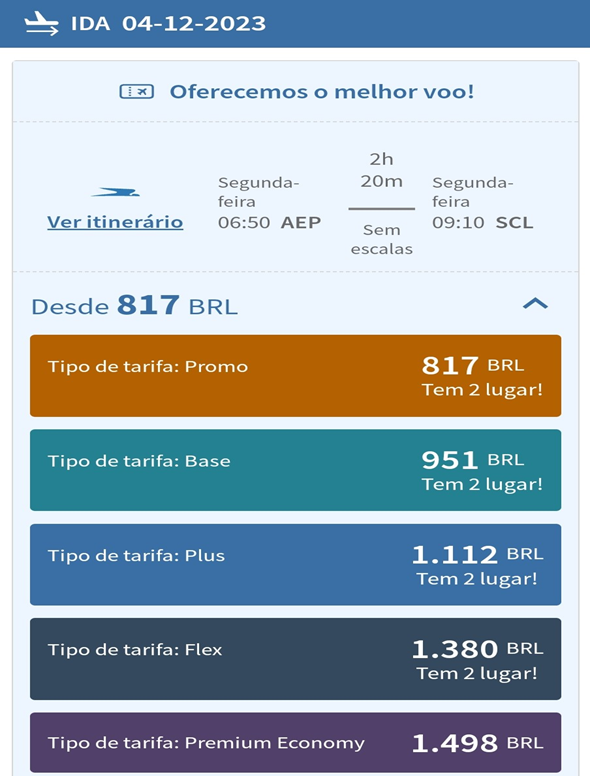 IDA 04-12-2023
Oferecemos o melhor voo!
Ver itinerário
Segunda-
feira
06:50 AEP
2h
20m
Sem
escalas
Segunda-
feira
09:10 SCL
Desde 817 BRL
Tipo de tarifa: Promo
817 BRL
Tem 2 lugar!
Tipo de tarifa: Base
951 BRL
Tem 2 lugar!
Tipo de tarifa: Plus
1.112 BRL
Tem 2 lugar!
Tipo de tarifa: Flex
1.380 BRL
Tem 2 lugar!
Tipo de tarifa: Premium Economy
1.498 BRL